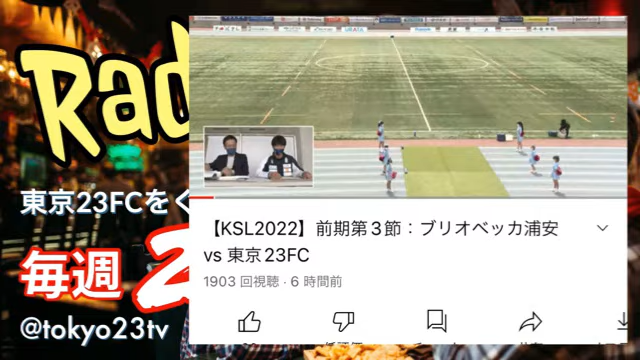 Rad
東京23FCをく
毎週 2
@tokyo23tv
【KSL2022】前期第3節：ブリオベッカ浦安
vs 東京23FC
1903 回視聴・6 時間前